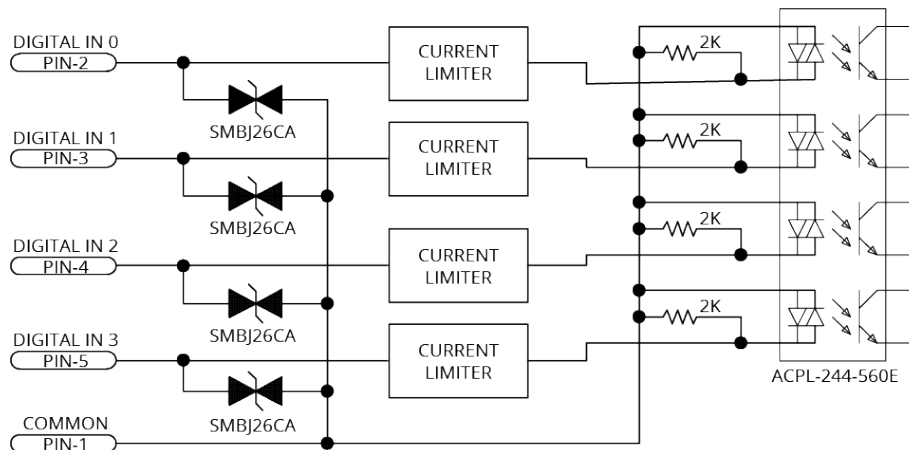 DIGITAL IN 0
PIN-2
SMBJ26CA
CURRENT
LIMITER
2K
DIGITAL IN 1
PIN-3
SMBJ26CA
CURRENT
LIMITER
2K
DIGITAL IN 2
PIN-4
SMBJ26CA
CURRENT
LIMITER
2K
DIGITAL IN 3
PIN-5
SMBJ26CA
CURRENT
LIMITER
2K
ACPL-244-560E
COMMON
PIN-1